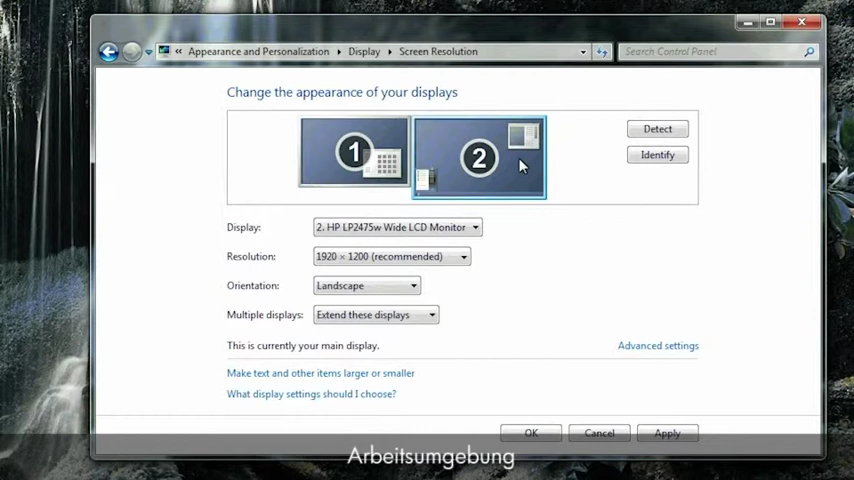 « Appearance and Personalization Display Screen Resolution
Search Control Panel
Change the appearance of your displays
1
2
Detect
Identify
Display: 2. HP LP2475w Wide LCD Monitor
Resolution: 1920 × 1200 (recommended)
Orientation: Landscape
Multiple displays: Extend these displays
This is currently your main display. Advanced settings
Make text and other items larger or smaller
What display settings should I choose?
OK Cancel Apply
Arbeitsumgebung